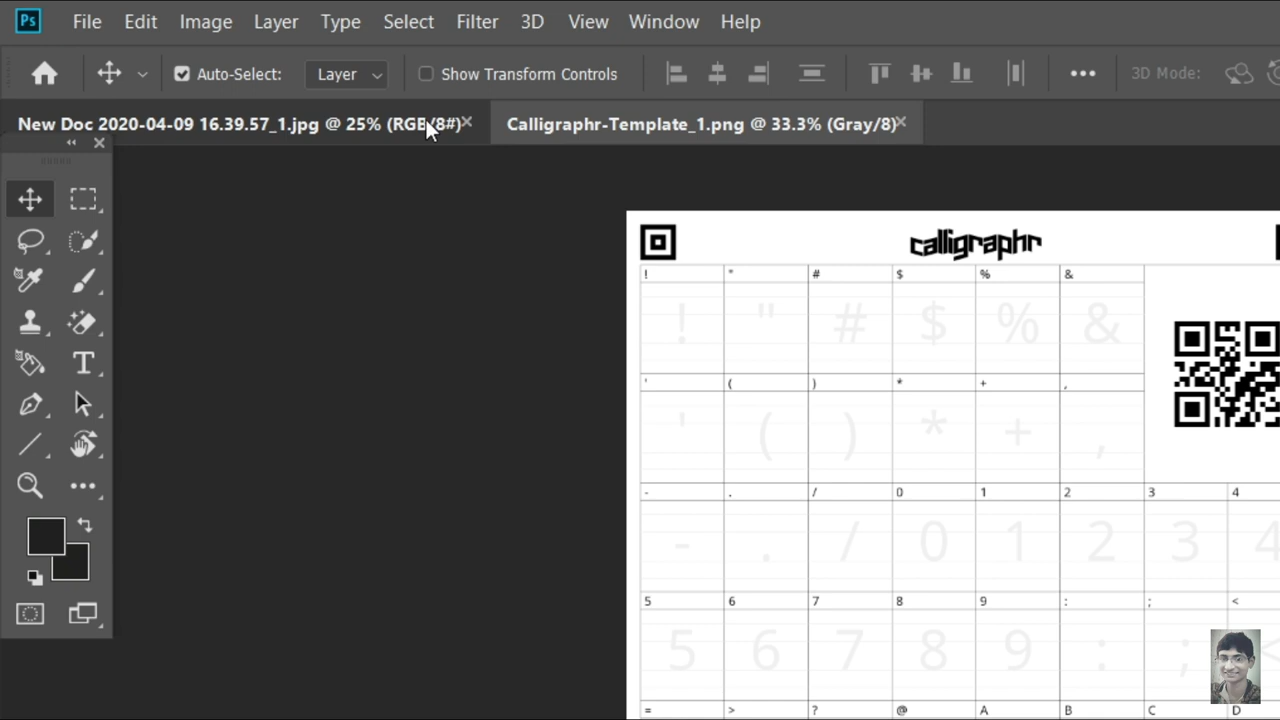 Ps File Edit Image Layer Type Select Filter 3D View Window Help
Auto-Select: Layer Show Transform Controls 3D Mode:
New Doc 2020-04-09 16.39.57_1.jpg @ 25% (RGB/8#) Calligraphr-Template_1.png @ 33.3% (Gray/8)
calligraphr
! " # $ % &
! " # $ % &
' ( ) * + ,
' ( ) * + ,
- . / 0 1 2 3 4
- . / 0 1 2 3 4
5 6 7 8 9 : ; <
5 6 7 8 9 : ; <
= > ? @ A B C D